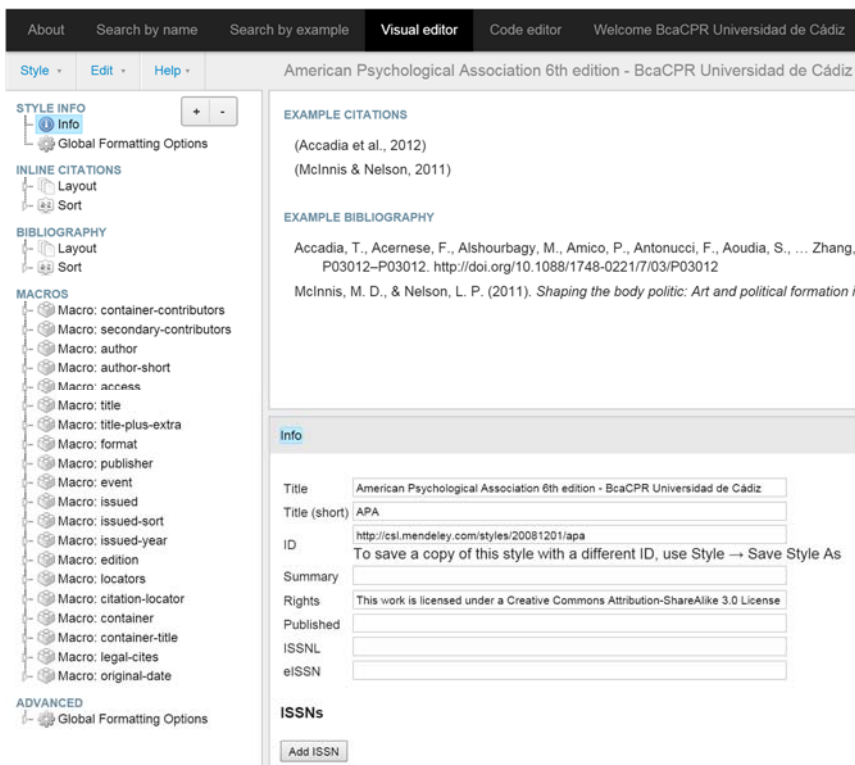 About Search by name Search by example Visual editor Code editor Welcome BcaCPR Universidad de Cádiz
Style Edit Help American Psychological Association 6th edition - BcaCPR Universidad de Cádiz
STYLE INFO + -
Info
Global Formatting Options
INLINE CITATIONS
Layout
Sort
BIBLIOGRAPHY
Layout
Sort
MACROS
Macro: container-contributors
Macro: secondary-contributors
Macro: author
Macro: author-short
Macro: access
Macro: title
Macro: title-plus-extra
Macro: format
Macro: publisher
Macro: event
Macro: issued
Macro: issued-sort
Macro: issued-year
Macro: edition
Macro: locators
Macro: citation-locator
Macro: container
Macro: container-title
Macro: legal-cites
Macro: original-date
ADVANCED
Global Formatting Options
EXAMPLE CITATIONS
(Accadia et al., 2012)
(McInnis & Nelson, 2011)
EXAMPLE BIBLIOGRAPHY
Accadia, T., Acernese, F., Alshourbagy, M., Amico, P., Antonucci, F., Aoudia, S., … Zhang,
P03012–P03012. http://doi.org/10.1088/1748-0221/7/03/P03012
McInnis, M. D., & Nelson, L. P. (2011). Shaping the body politic: Art and political formation i
Info
Title American Psychological Association 6th edition - BcaCPR Universidad de Cádiz
Title (short) APA
ID http://csl.mendeley.com/styles/20081201/apa
To save a copy of this style with a different ID, use Style → Save Style As
Summary
Rights This work is licensed under a Creative Commons Attribution-ShareAlike 3.0 License
Published
ISSNL
eISSN
ISSNs
Add ISSN